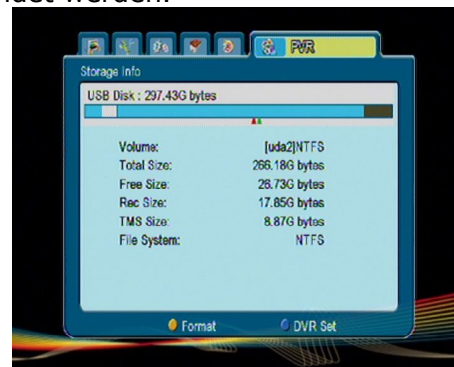 PVR
Storage Info
USB Disk : 297.43G bytes
Volume: [uda2]NTFS
Total Size: 266.18G bytes
Free Size: 26.73G bytes
Rec Size: 17.85G bytes
TMS Size: 8.87G bytes
File System: NTFS
Format DVR Set